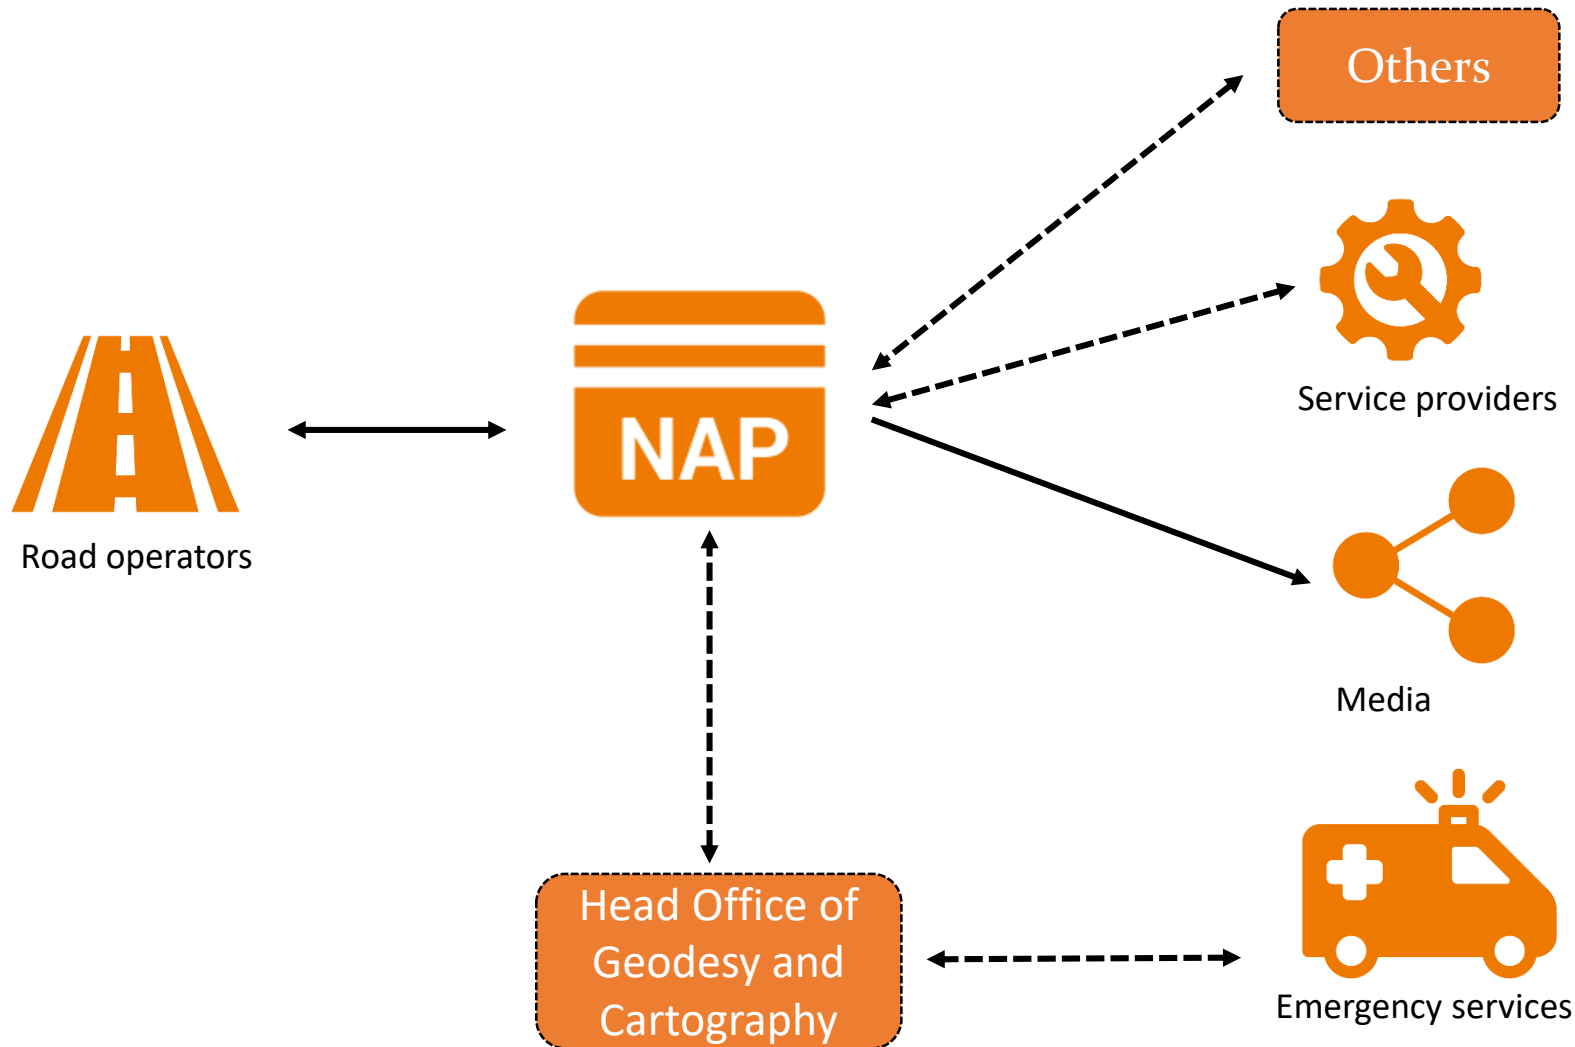 Others
Service providers
NAP
Road operators
Media
Head Office of
Geodesy and
Cartography
Emergency services